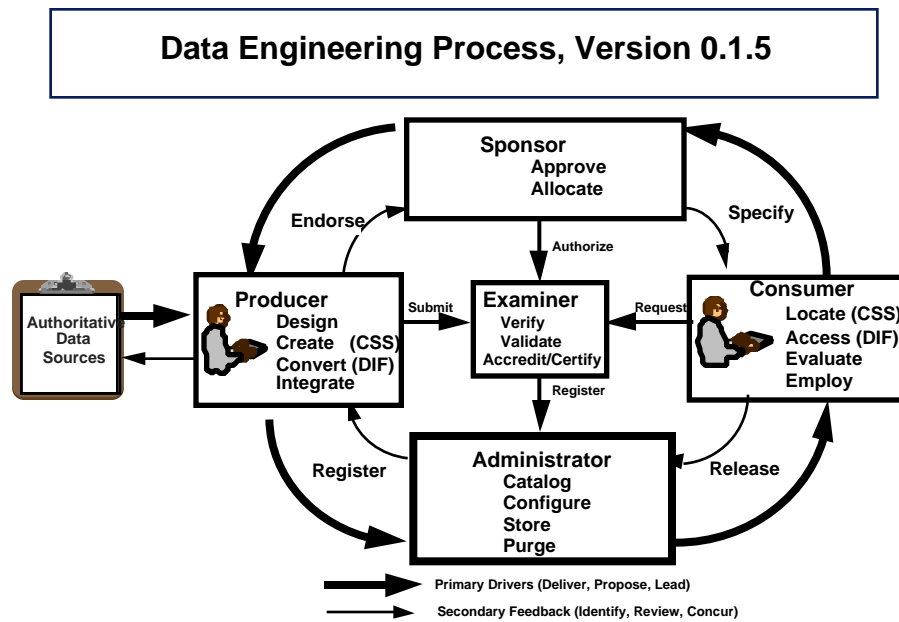 Data Engineering Process, Version 0.1.5
Sponsor
Approve
Allocate
Endorse
Specify
Authorize
Authoritative
Data
Sources
Producer
Design
Create (CSS)
Convert (DIF)
Integrate
Submit
Examiner
Verify
Validate
Accredit/Certify
Request
Consumer
Locate (CSS)
Access (DIF)
Evaluate
Employ
Register
Register
Administrator
Catalog
Configure
Store
Purge
Release
Primary Drivers (Deliver, Propose, Lead)
Secondary Feedback (Identify, Review, Concur)